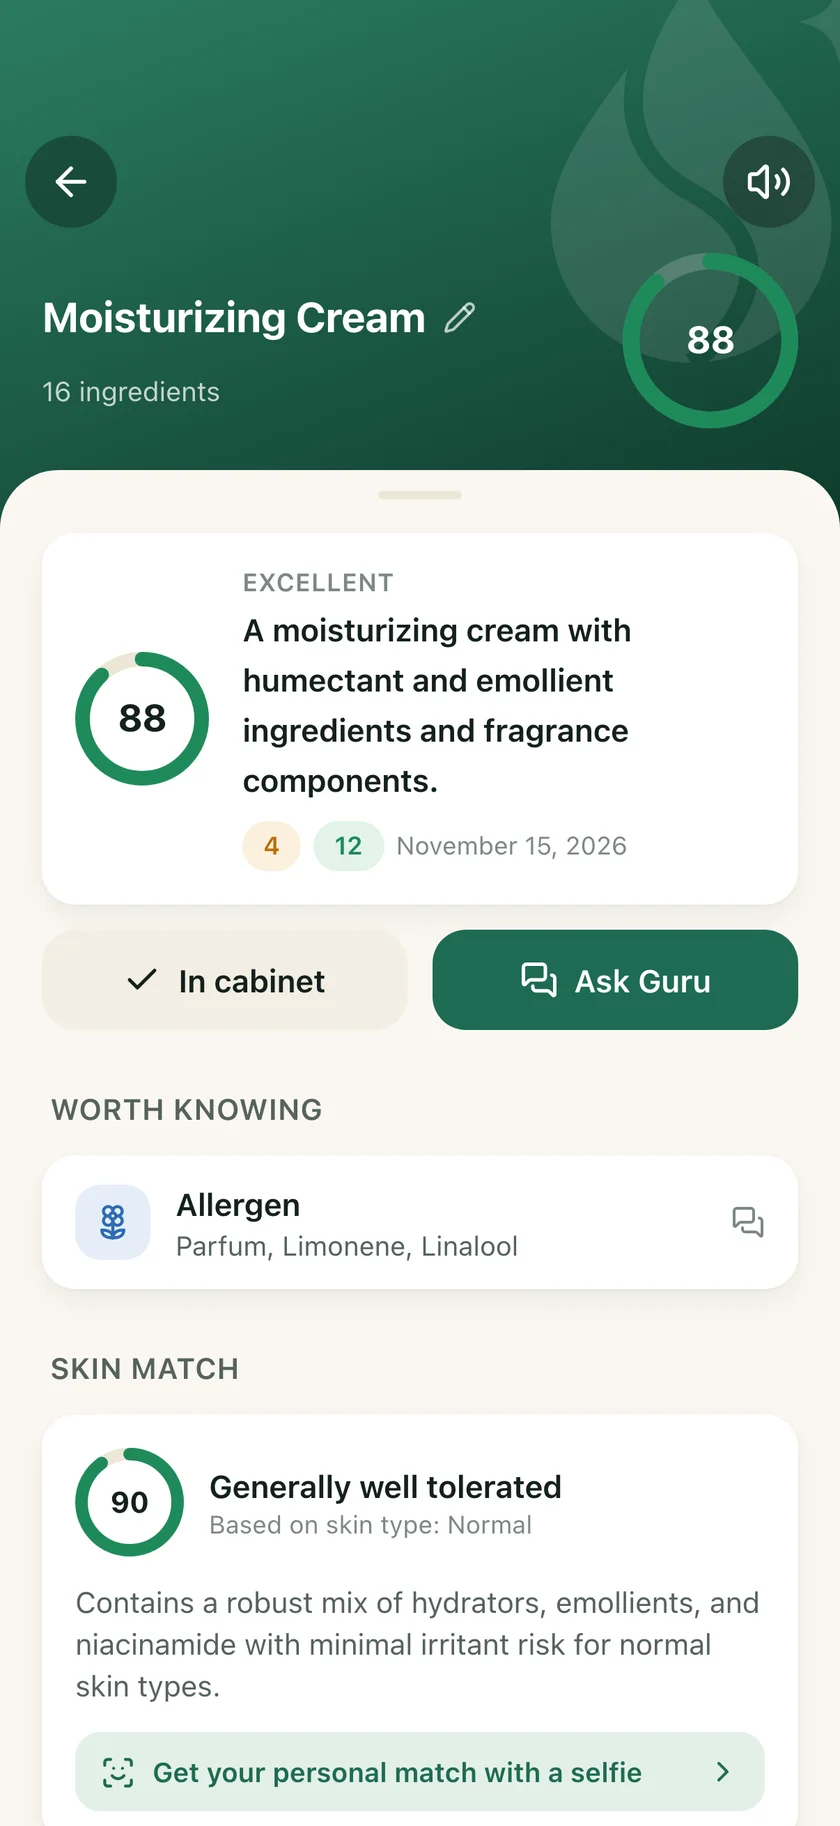 Moisturizing Cream
16 ingredients
88
EXCELLENT
A moisturizing cream with
humectant and emollient
ingredients and fragrance
components.
88
4 12 November 15, 2026
In cabinet
Ask Guru
WORTH KNOWING
Allergen
Parfum, Limonene, Linalool
SKIN MATCH
90
Generally well tolerated
Based on skin type: Normal
Contains a robust mix of hydrators, emollients, and
niacinamide with minimal irritant risk for normal
skin types.
Get your personal match with a selfie